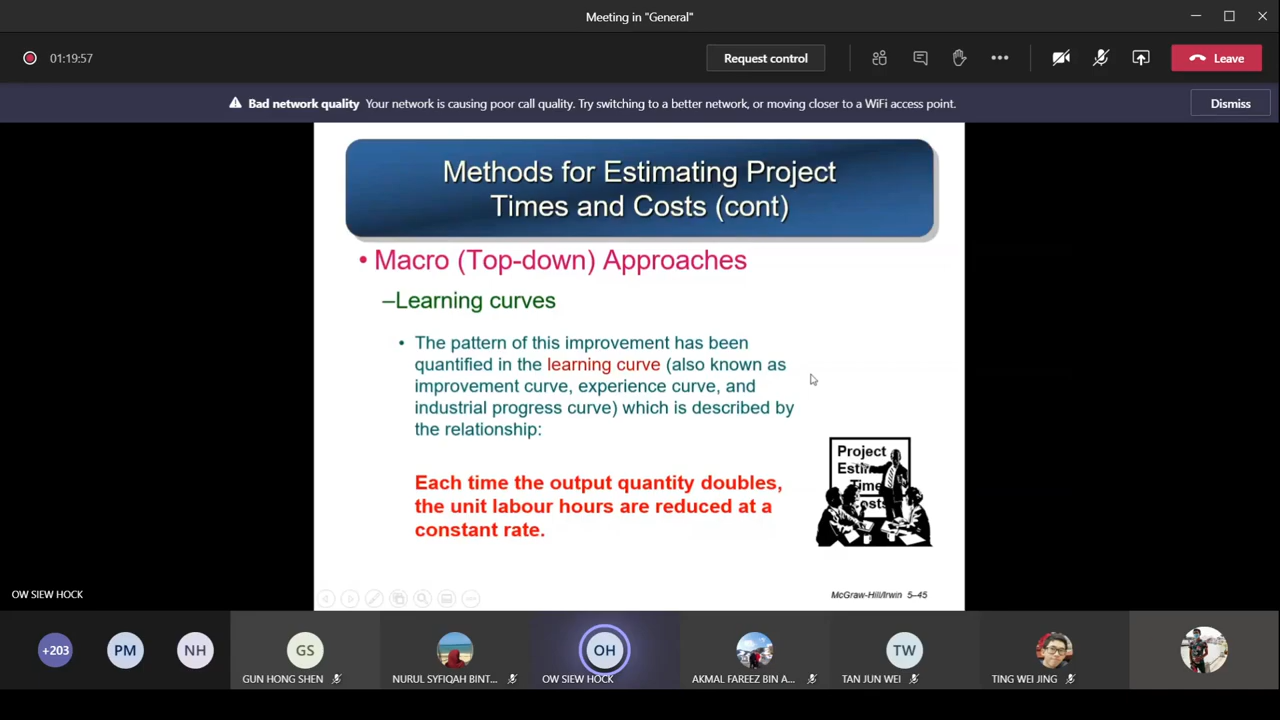 Meeting in "General"
01:19:57
Request control
Leave
Bad network quality Your network is causing poor call quality. Try switching to a better network, or moving closer to a WiFi access point.
Dismiss
Methods for Estimating Project
Times and Costs (cont)
• Macro (Top-down) Approaches
–Learning curves
• The pattern of this improvement has been
quantified in the learning curve (also known as
improvement curve, experience curve, and
industrial progress curve) which is described by
the relationship:
Each time the output quantity doubles,
the unit labour hours are reduced at a
constant rate.
Project
Time
OW SIEW HOCK
McGraw-Hill/Irwin 5–45
+203
PM
NH
GS
GUN HONG SHEN
NURUL SYFIQAH BINT...
OH
OW SIEW HOCK
AKMAL FAREEZ BIN A...
TW
TAN JUN WEI
TING WEI JING